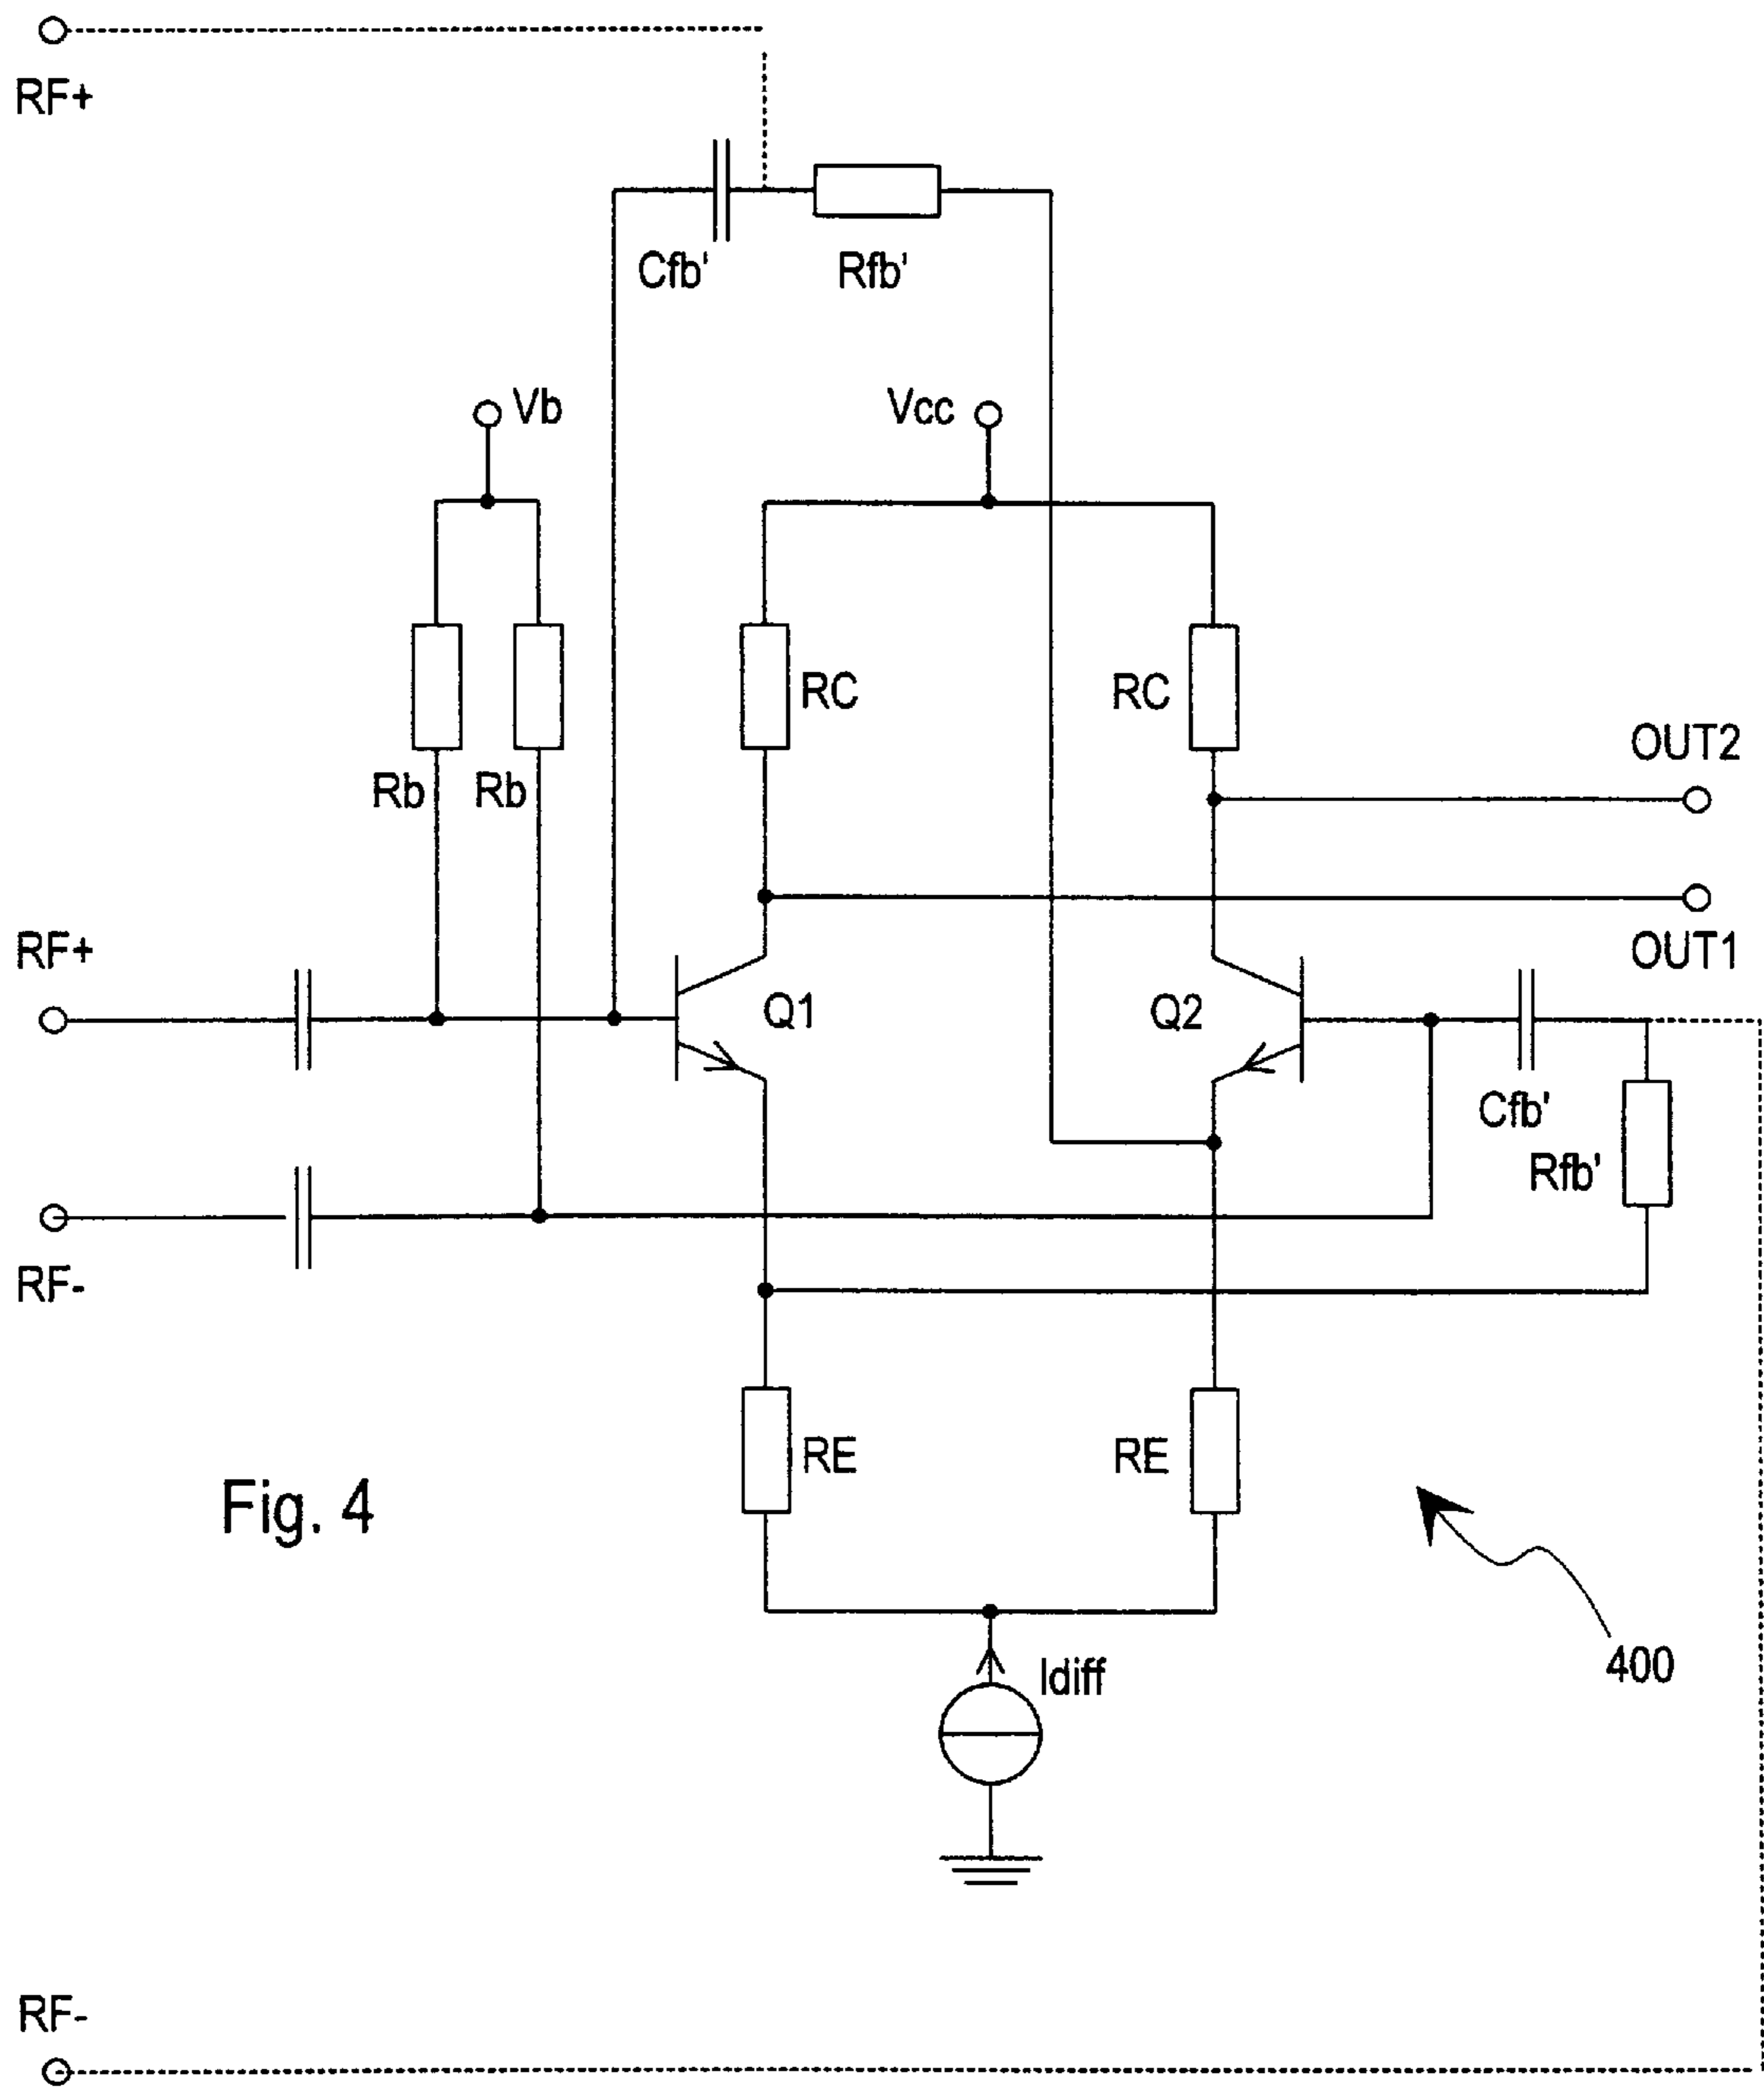 RF+
Cfb'
Rfb'
Vb
Vcc
RC
RC
OUT2
Rb
Rb
RF+
OUT1
Q1
Q2
Cfb'
Rfb'
RF-
RE
RE
Fig. 4
Idiff
400
RF-